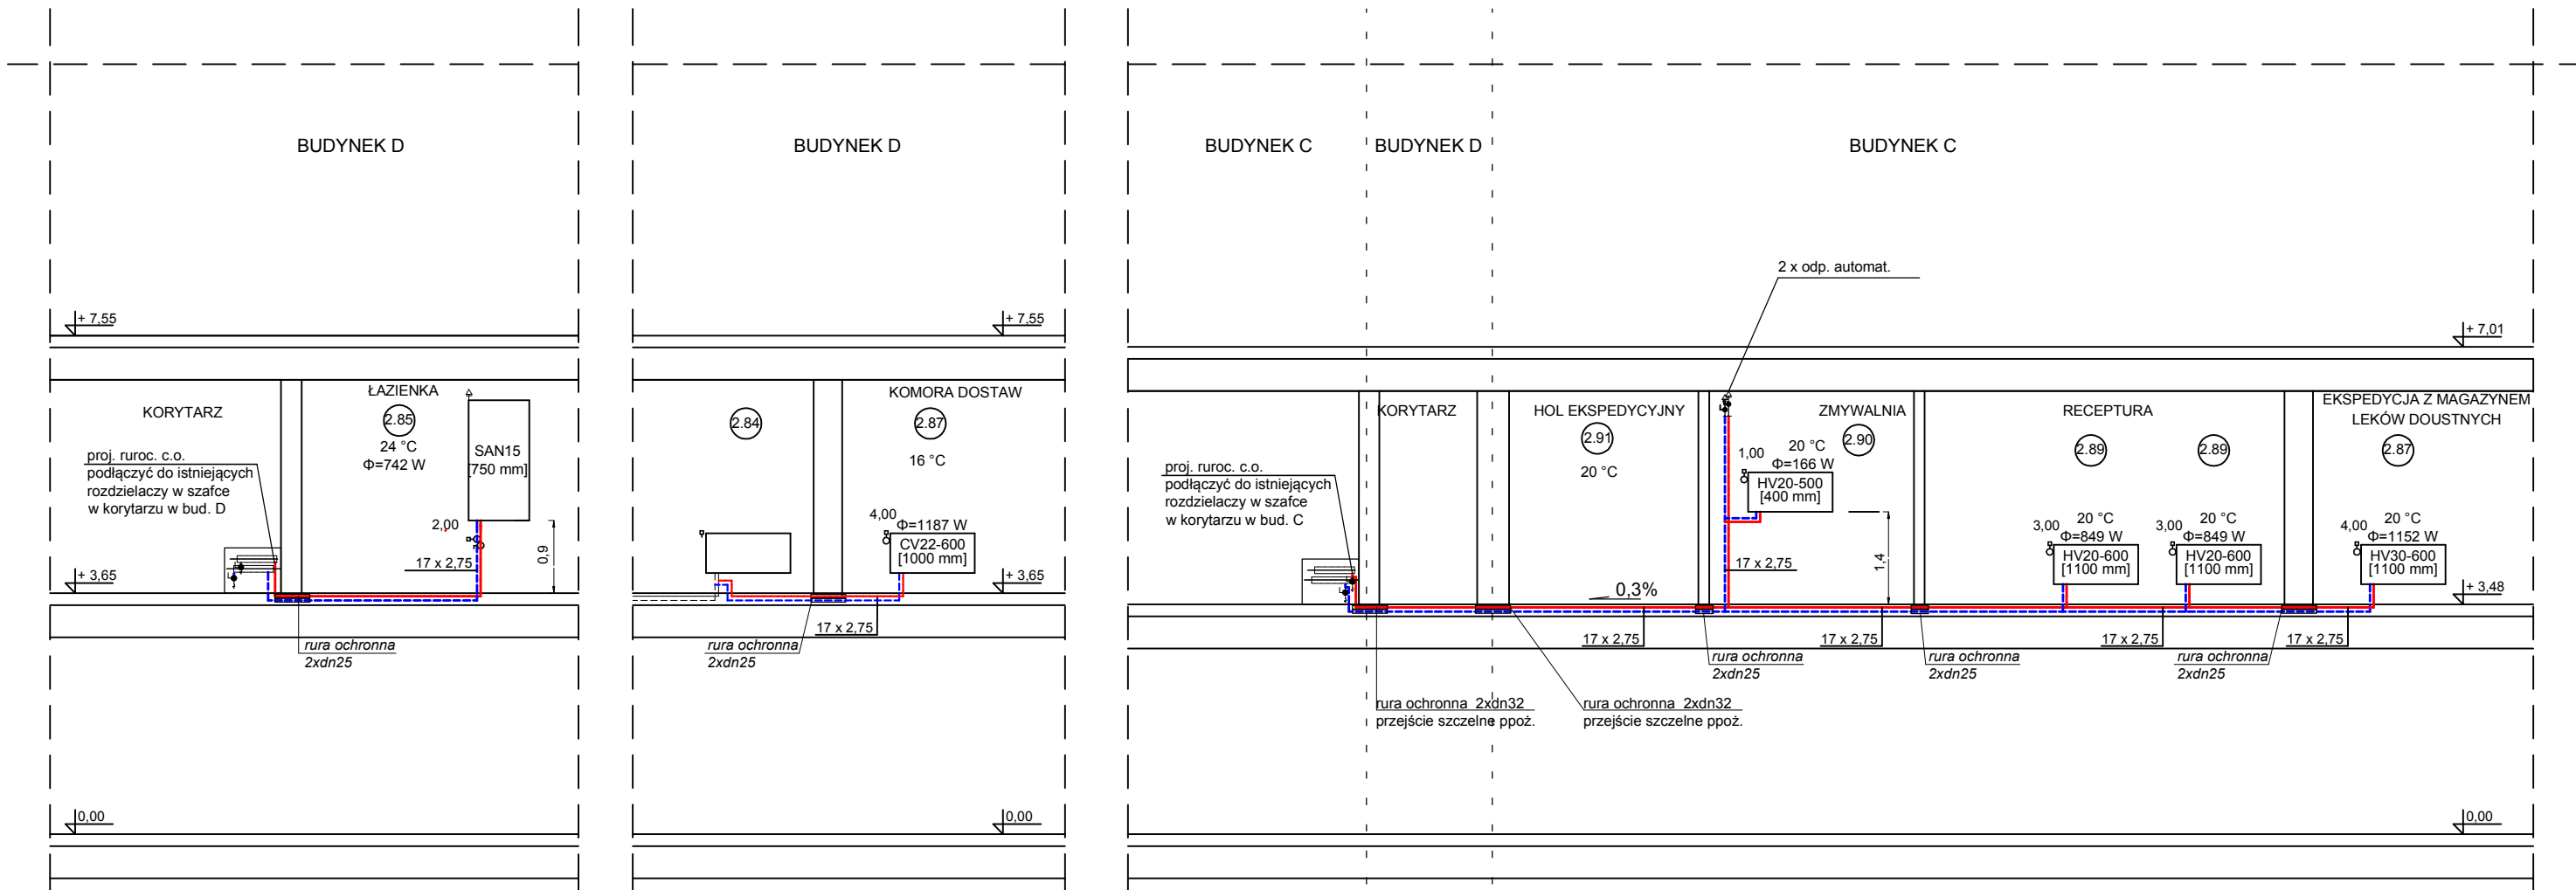 BUDYNEK D
+ 7,55
KORYTARZ
ŁAZIENKA
2.85
24 °C
Φ=742 W
SAN15
[750 mm]
proj. ruroc. c.o.
podłączyć do istniejących
rozdzielaczy w szafce
w korytarzu w bud. D
2,00
0,9
17 x 2,75
+ 3,65
rura ochronna
2xdn25
0,00
BUDYNEK D
+ 7,55
2.84
KOMORA DOSTAW
2.87
16 °C
4,00
Φ=1187 W
CV22-600
[1000 mm]
+ 3,65
17 x 2,75
rura ochronna
2xdn25
0,00
BUDYNEK C
BUDYNEK D
BUDYNEK C
2 x odp. automat.
+ 7,01
proj. ruroc. c.o.
podłączyć do istniejących
rozdzielaczy w szafce
w korytarzu w bud. C
KORYTARZ
HOL EKSPEDYCYJNY
2.91
20 °C
0,3%
ZMYWALNIA
2.90
20 °C
1,00
Φ=166 W
HV20-500
[400 mm]
17 x 2,75
1,4
RECEPTURA
2.89
20 °C
3,00
Φ=849 W
HV20-600
[1100 mm]
2.89
20 °C
3,00
Φ=849 W
HV20-600
[1100 mm]
EKSPEDYCJA Z MAGAZYNEM
LEKÓW DOUSTNYCH
2.87
20 °C
4,00
Φ=1152 W
HV30-600
[1100 mm]
+ 3,48
17 x 2,75
17 x 2,75
17 x 2,75
17 x 2,75
rura ochronna
2xdn25
rura ochronna
2xdn25
rura ochronna
2xdn25
rura ochronna 2xdn32
przejście szczelne ppoż.
rura ochronna 2xdn32
przejście szczelne ppoż.
0,00